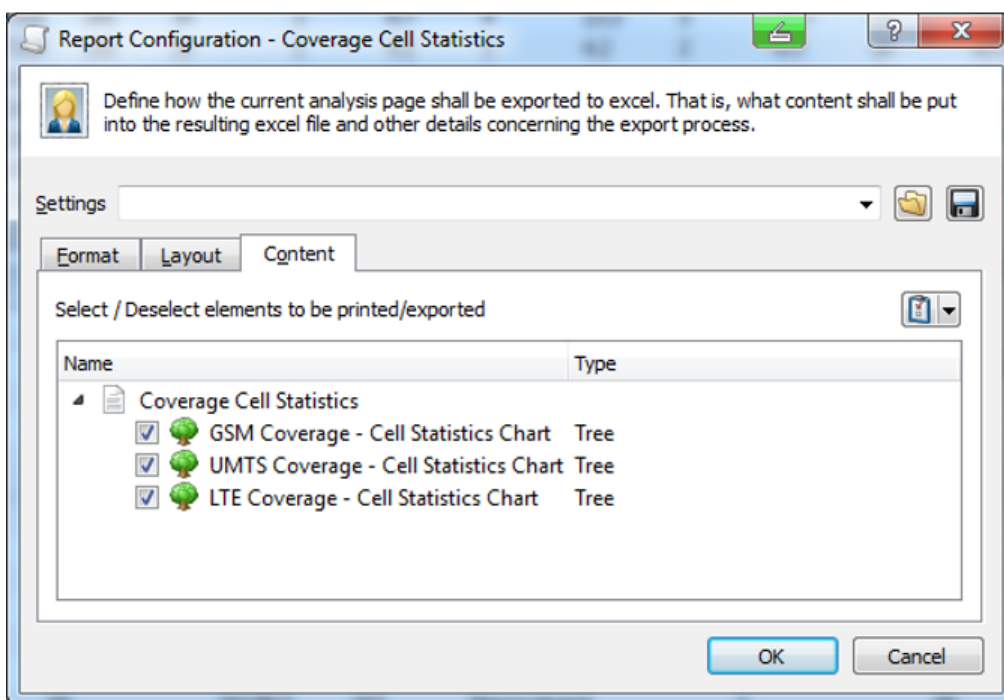 Report Configuration - Coverage Cell Statistics
Define how the current analysis page shall be exported to excel. That is, what content shall be put
into the resulting excel file and other details concerning the export process.
Settings
Format Layout Content
Select / Deselect elements to be printed/exported
Name Type
Coverage Cell Statistics
GSM Coverage - Cell Statistics Chart Tree
UMTS Coverage - Cell Statistics Chart Tree
LTE Coverage - Cell Statistics Chart Tree
OK Cancel